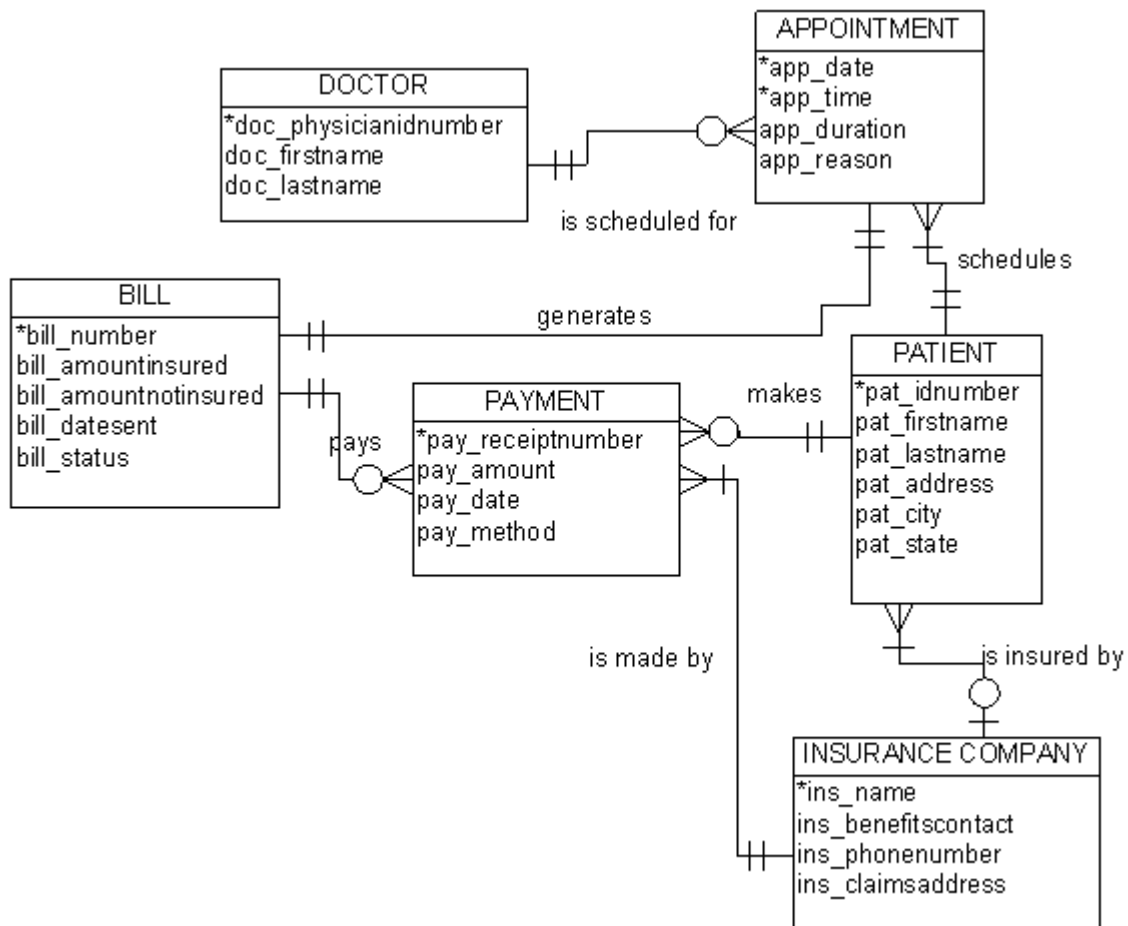 APPOINTMENT
*app_date
*app_time
app_duration
app_reason
DOCTOR
*doc_physicianidnumber
doc_firstname
doc_lastname
is scheduled for
schedules
BILL
*bill_number
bill_amountinsured
bill_amountnotinsured
bill_datesent
bill_status
generates
PATIENT
*pat_idnumber
pat_firstname
pat_lastname
pat_address
pat_city
pat_state
makes
PAYMENT
*pay_receiptnumber
pay_amount
pay_date
pay_method
pays
is made by
is insured by
INSURANCE COMPANY
*ins_name
ins_benefitscontact
ins_phonenumber
ins_claimsaddress